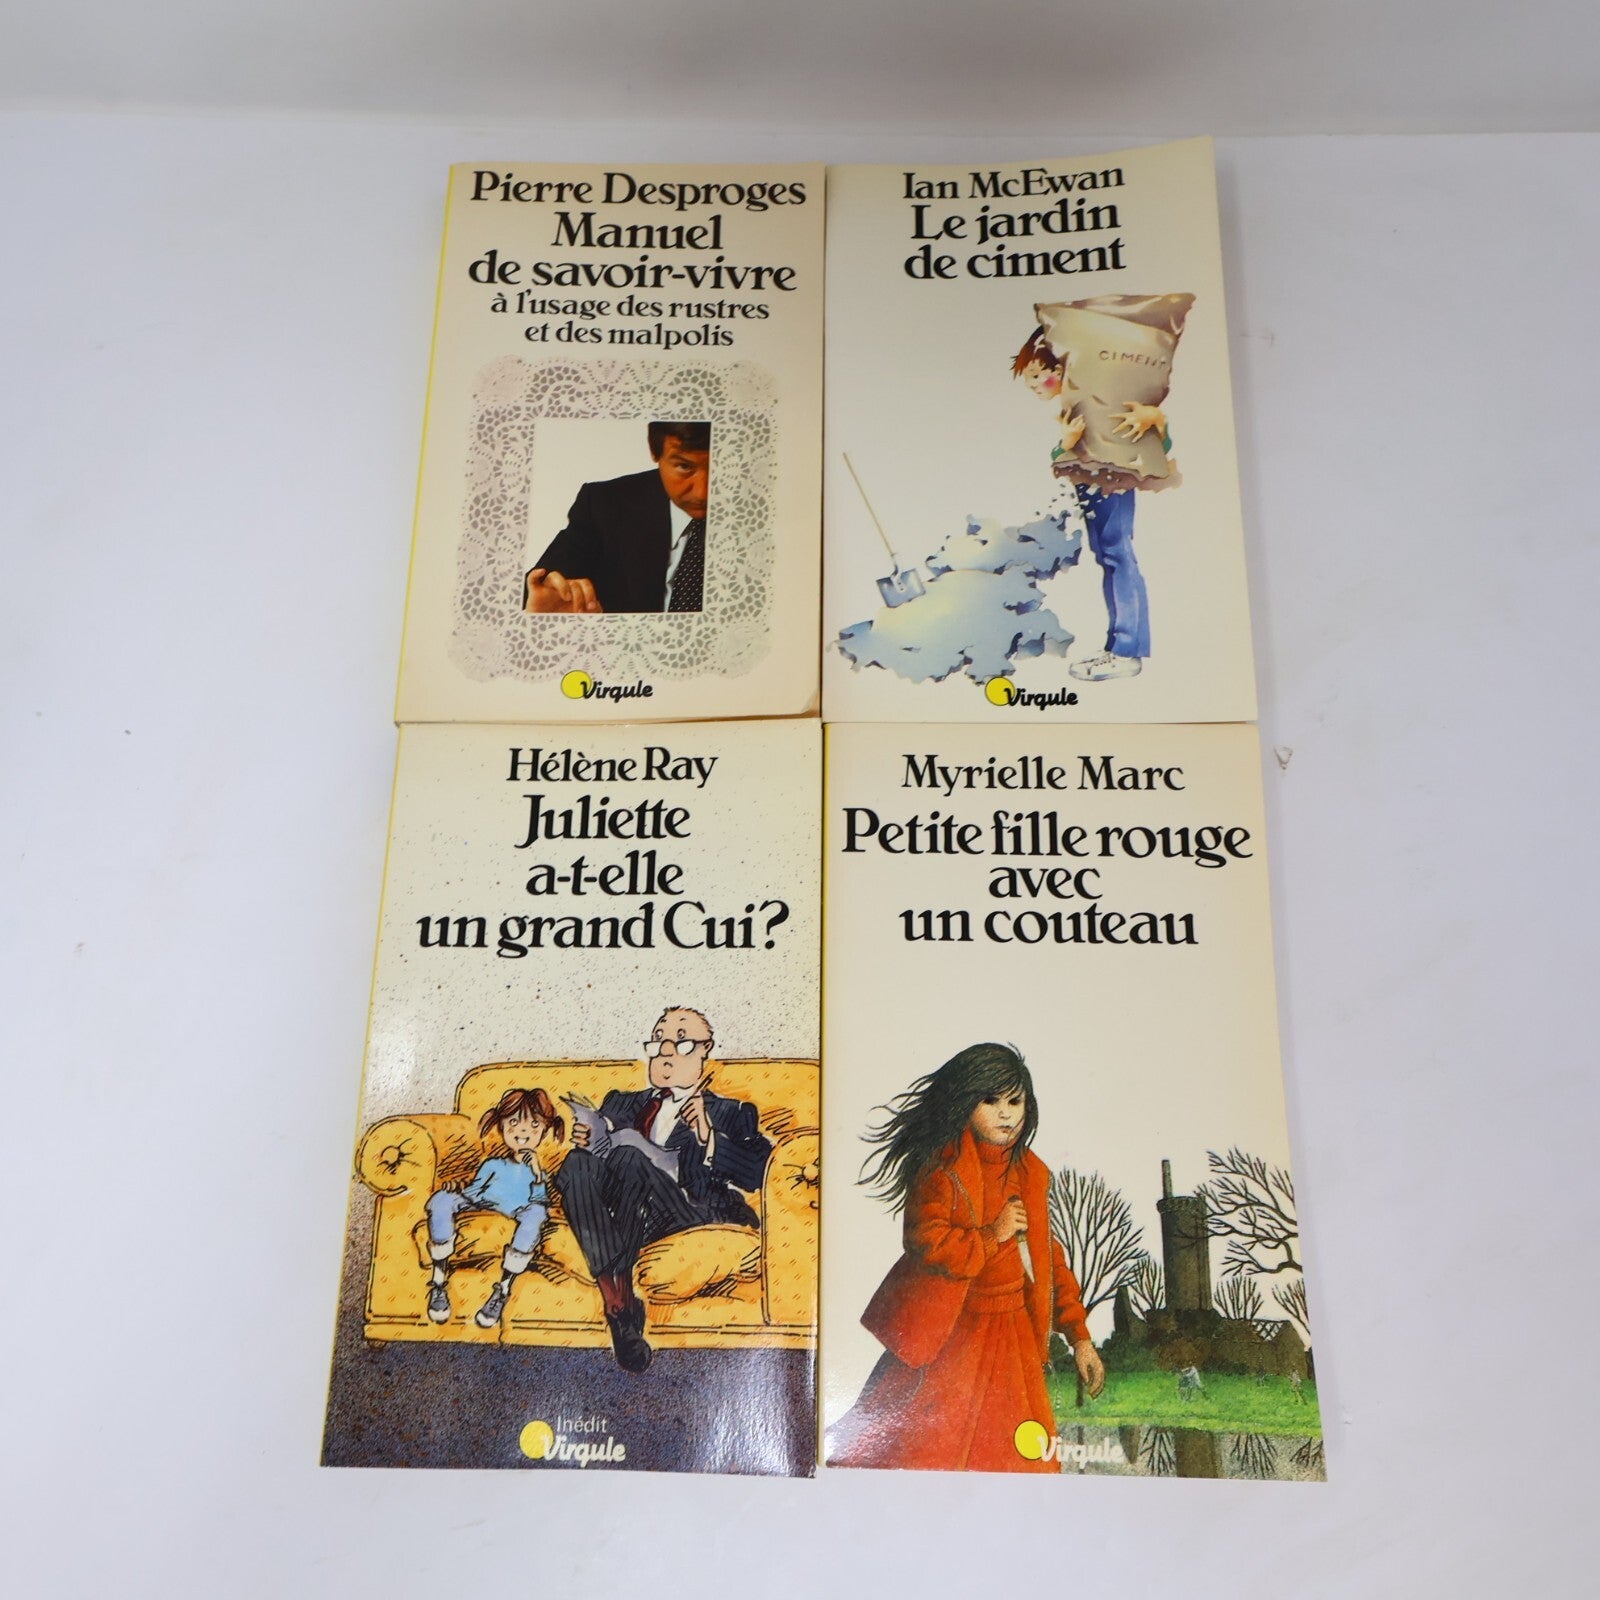 Pierre Desproges
Manuel
de savoir-vivre
à l'usage des rustres
et des malpolis
Virgule
Ian McEwan
Le jardin
de ciment
CIMENT
Virgule
Hélène Ray
Juliette
a-t-elle
un grand Cui?
Inédit
Virgule
Myrielle Marc
Petite fille rouge
avec
un couteau
Virgule